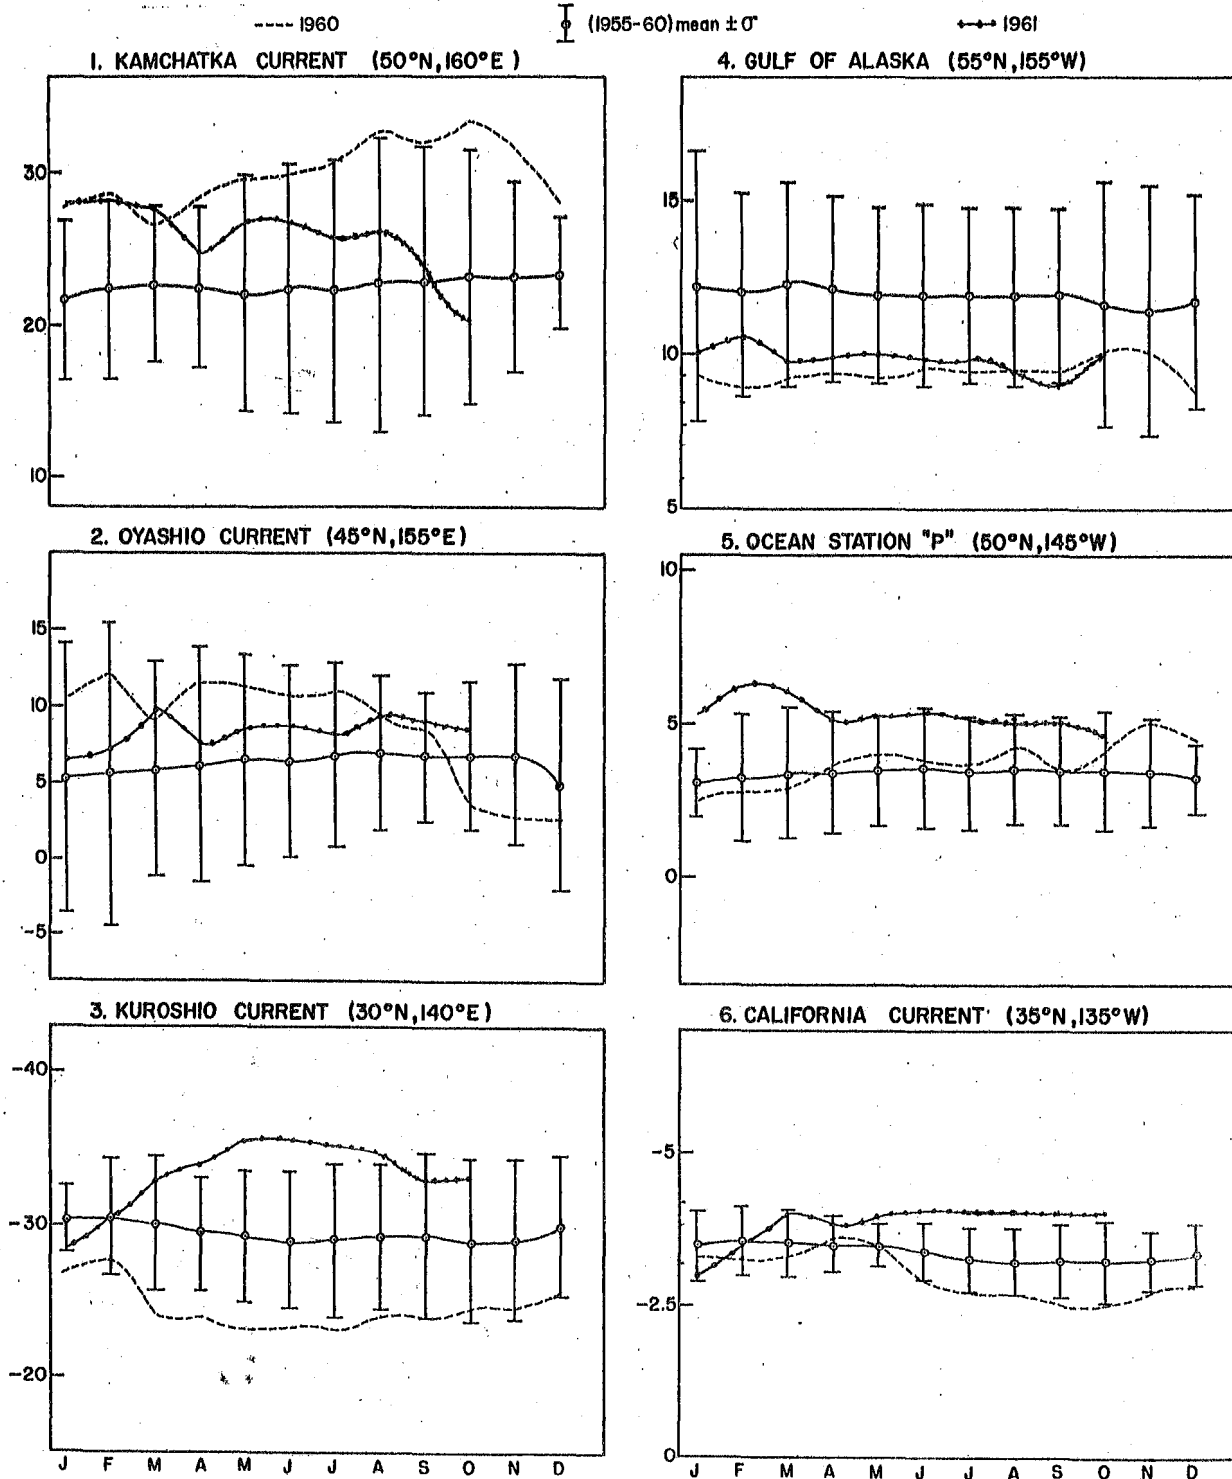 1960 (1955-60) mean ± σ 1961
1. KAMCHATKA CURRENT (50°N,160°E)
30
20
10
2. OYASHIO CURRENT (45°N,155°E)
15
10
5
0
-5
3. KUROSHIO CURRENT (30°N,140°E)
-40
-30
-20
J F M A M J J A S O N D
4. GULF OF ALASKA (55°N,155°W)
15
10
5
5. OCEAN STATION "P" (50°N,145°W)
10
5
0
6. CALIFORNIA CURRENT (35°N,135°W)
-5
-2.5
0
J F M A M J J A S O N D